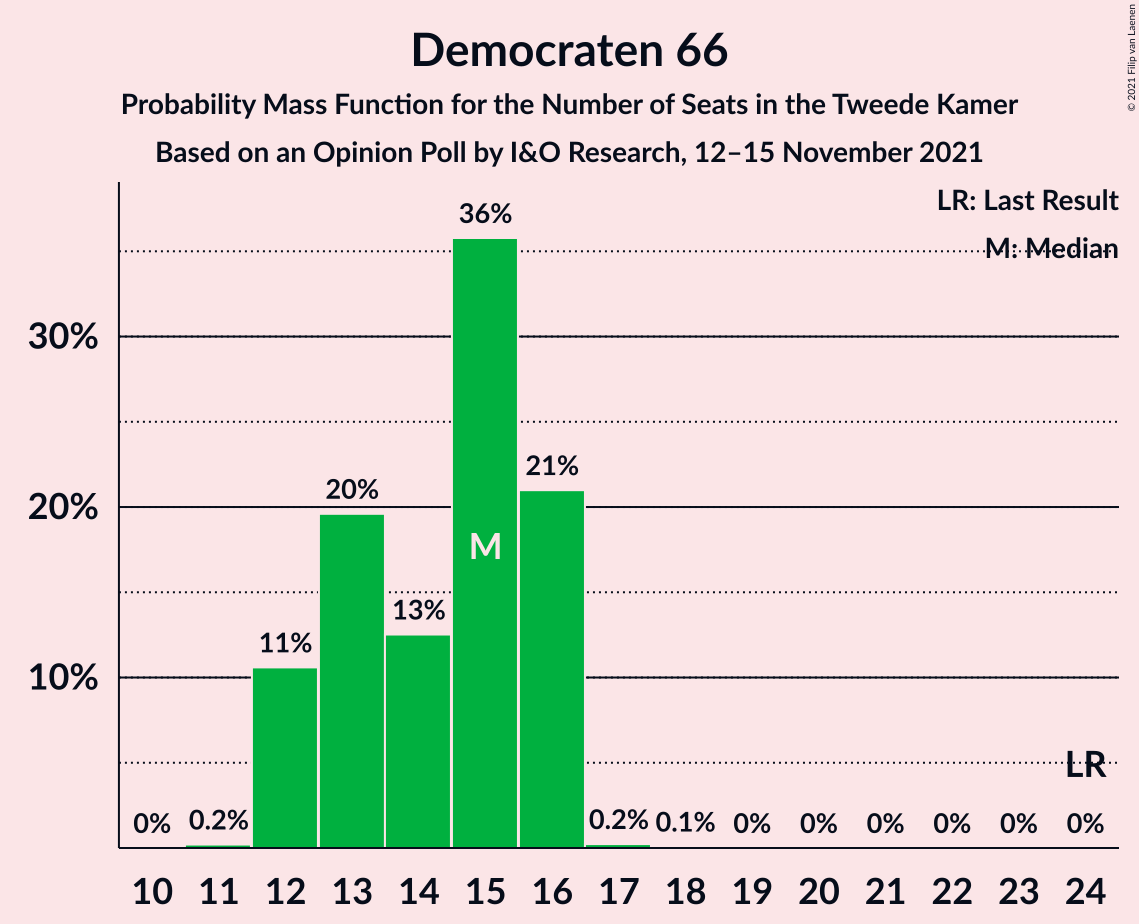 Democraten 66
Probability Mass Function for the Number of Seats in the Tweede Kamer
Based on an Opinion Poll by I&O Research, 12–15 November 2021
© 2021 Filip van Laenen
LR: Last Result
M: Median
30%
20%
10%
0%
0.2%
11%
20%
13%
36%
M
21%
0.2%
0.1%
0%
0%
0%
0%
0%
0%
LR
10 11 12 13 14 15 16 17 18 19 20 21 22 23 24